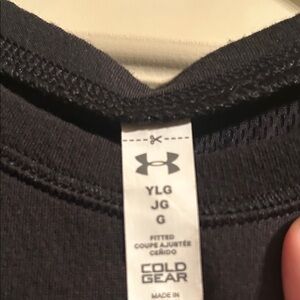 YLG
JG
G
FITTED
COUPE AJUSTÉE
CEÑIDO
COLD
GEAR
MADE IN